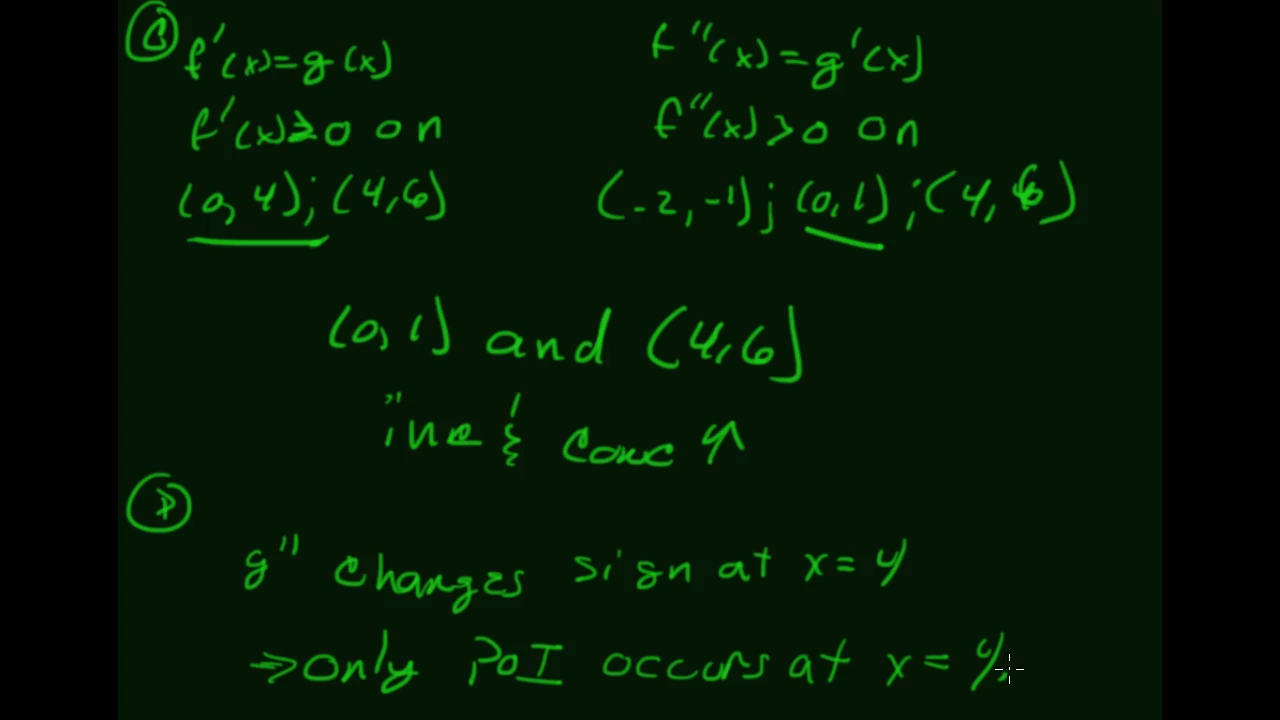 C f'(x)=g(x) f''(x)=g'(x)
f'(x)≥0 on f''(x)>0 on
(0,4);(4,6) (-2,-1);(0,1);(4,6)
(0,1) and (4,6)
inc & conc ↑
D
g'' changes sign at x=4
⇒ only POI occurs at x=4.